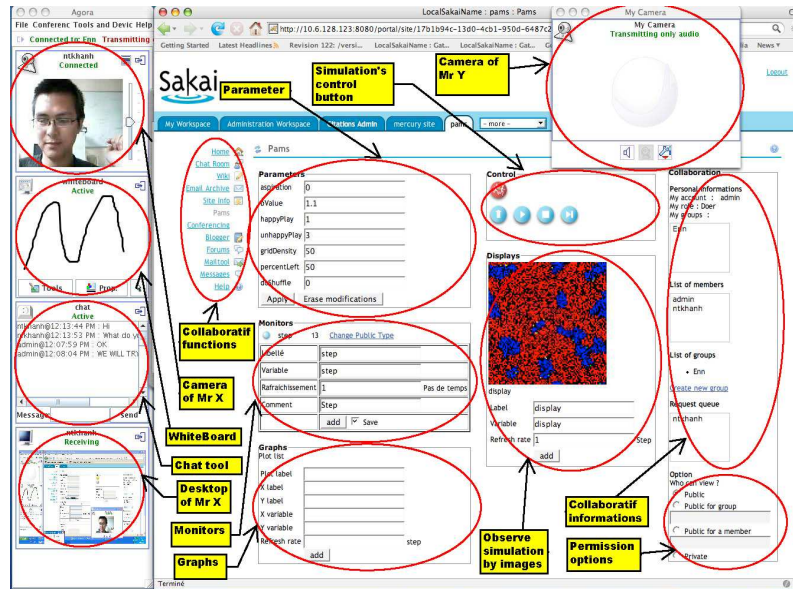 Agora
File Conferenc Tools and Devic Help
Connected to: Enn Transmitting
ntkhanh
Connected
whiteboard
Active
Tools
Prop.
chat
Active
ntkhanh@12:13:44 PM : Hi
ntkhanh@12:13:53 PM : What do yo
admin@12:07:59 PM : OK
admin@12:08:04 PM : WE WILL TRY
Message:
Send
ntkhanh
Receiving
LocalSakaiName : pams : Pams
http://10.6.128.123:8080/portal/site/17b1b94c-13d0-4cb1-950d-6487c2
Getting Started
Latest Headlines
Revision 122: /versi...
LocalSakaiName : Gat...
LocalSakaiName : Gat...
News
My Camera
Transmitting only audio
Logout
Sakai
Parameter
Simulation's
control
button
Camera of
Mr Y
My Workspace
Administration Workspace
Citations Admin
mercury site
pams
- more -
Home
Chat Room
Wiki
Email Archive
Site Info
Pams
Conferencing
Blogger
Forums
Mailtool
Messages
Help
Pams
Parameters
aspiration 0
pValue 1.1
happyPlay 1
unhappyPlay 3
gridDensity 50
percentLeft 50
doShuffle 0
Apply
Erase modifications
Monitors
step 13 Change Public Type
Libellé step
Variable step
Rafraichissement 1 Pas de temps
Comment Step
add
Save
Graphs
Plot list
Plot label
X label
Y label
X variable
Y variable
Refresh rate step
add
Control
Displays
display
Label display
Variable display
Refresh rate 1 Step
add
Collaboration
Personal informations
My account : admin
My role : Doer
My groups :
Enn
List of members
admin
ntkhanh
List of groups
Enn
Create new group
Request queue
ntkhanh
Option
Who can view ?
Public
Public for group
Public for a member
Private
Collaboratif
functions
Camera
of Mr X
WhiteBoard
Chat tool
Desktop
of Mr X
Monitors
Graphs
Observe
simulation
by images
Collaboratif
informations
Permission
options
Terminé